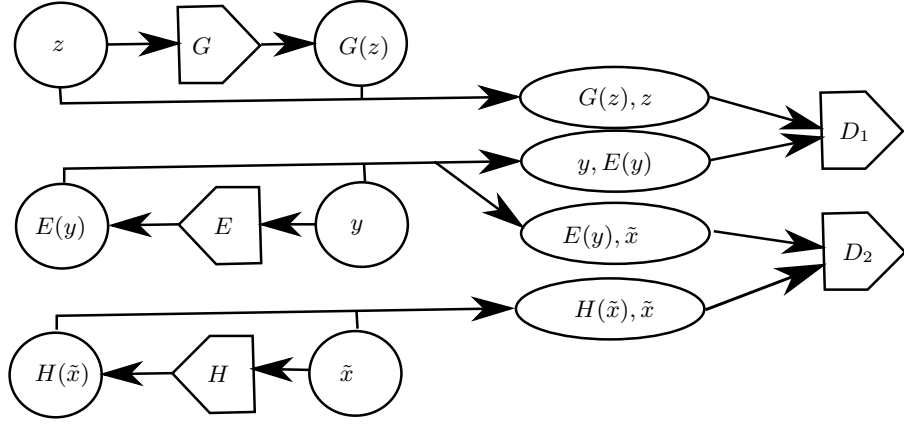 z G G(z)
G(z), z
D₁
y, E(y)
E(y) E y
E(y), x̃
D₂
H(x̃), x̃
H(x̃) H x̃